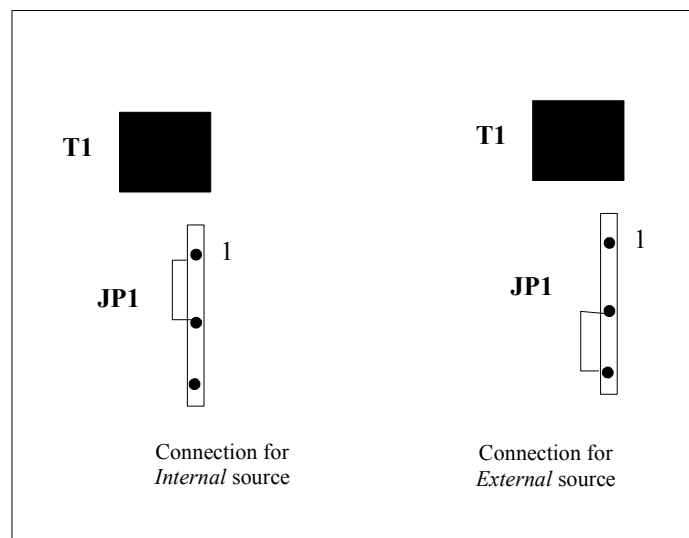 T1
1
JP1
Connection for
Internal source
T1
1
JP1
Connection for
External source